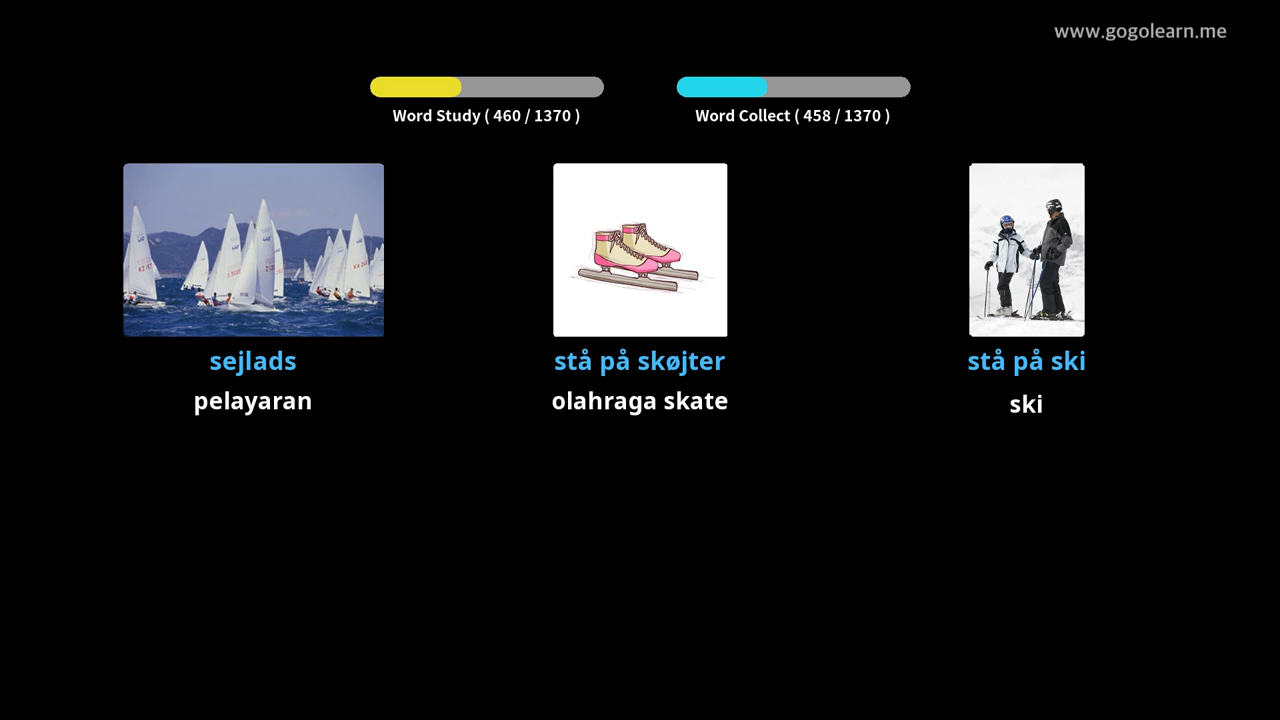 www.gogolearn.me
Word Study ( 460 / 1370 )
Word Collect ( 458 / 1370 )
sejlads
pelayaran
stå på skøjter
olahraga skate
stå på ski
ski